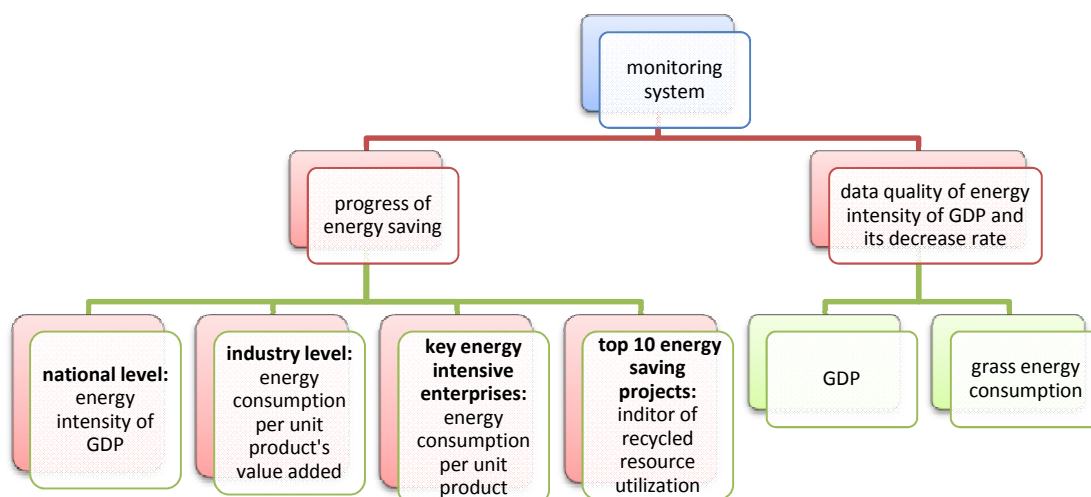 monitoring
system
progress of
energy saving
data quality of energy
intensity of GDP and
its decrease rate
national level:
energy
intensity of
GDP
industry level:
energy
consumption
per unit
product's
value added
key energy
intensive
enterprises:
energy
consumption
per unit
product
top 10 energy
saving
projects:
inditor of
recycled
resource
utilization
GDP
grass energy
consumption